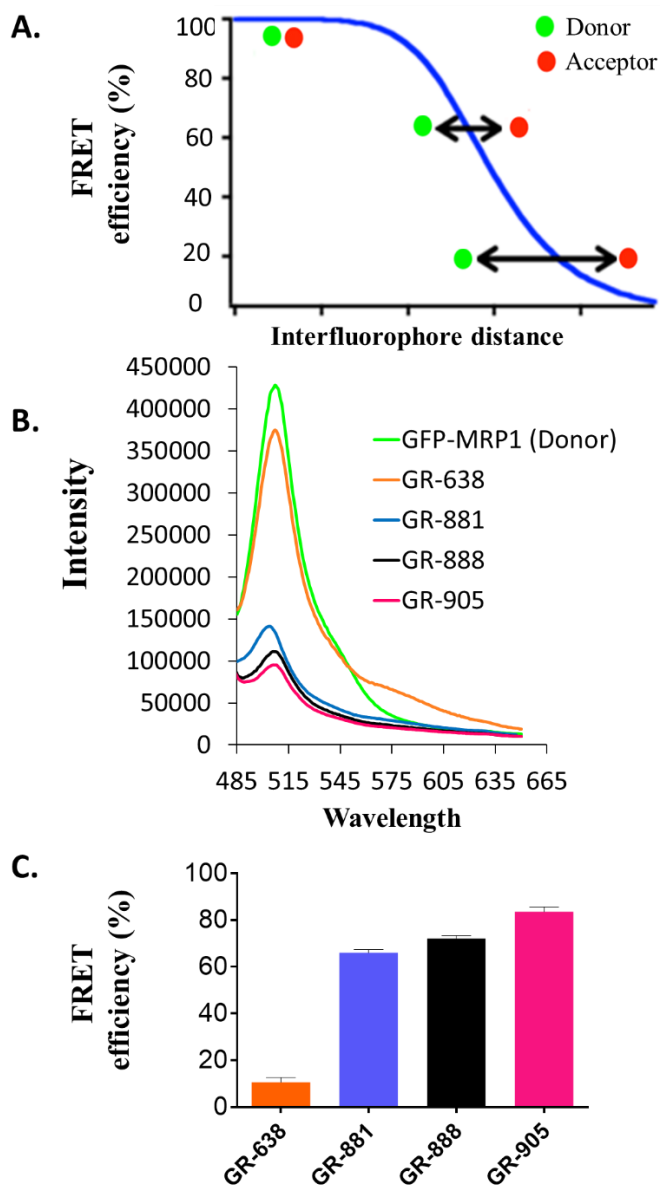 A.
FRET
efficiency (%)
100
80
60
40
20
0
Donor
Acceptor
Interfluorophore distance
B.
Intensity
450000
400000
350000
300000
250000
200000
150000
100000
50000
0
GFP-MRP1 (Donor)
GR-638
GR-881
GR-888
GR-905
485 515 545 575 605 635 665
Wavelength
C.
FRET
efficiency (%)
100
80
60
40
20
0
GR-638
GR-881
GR-888
GR-905